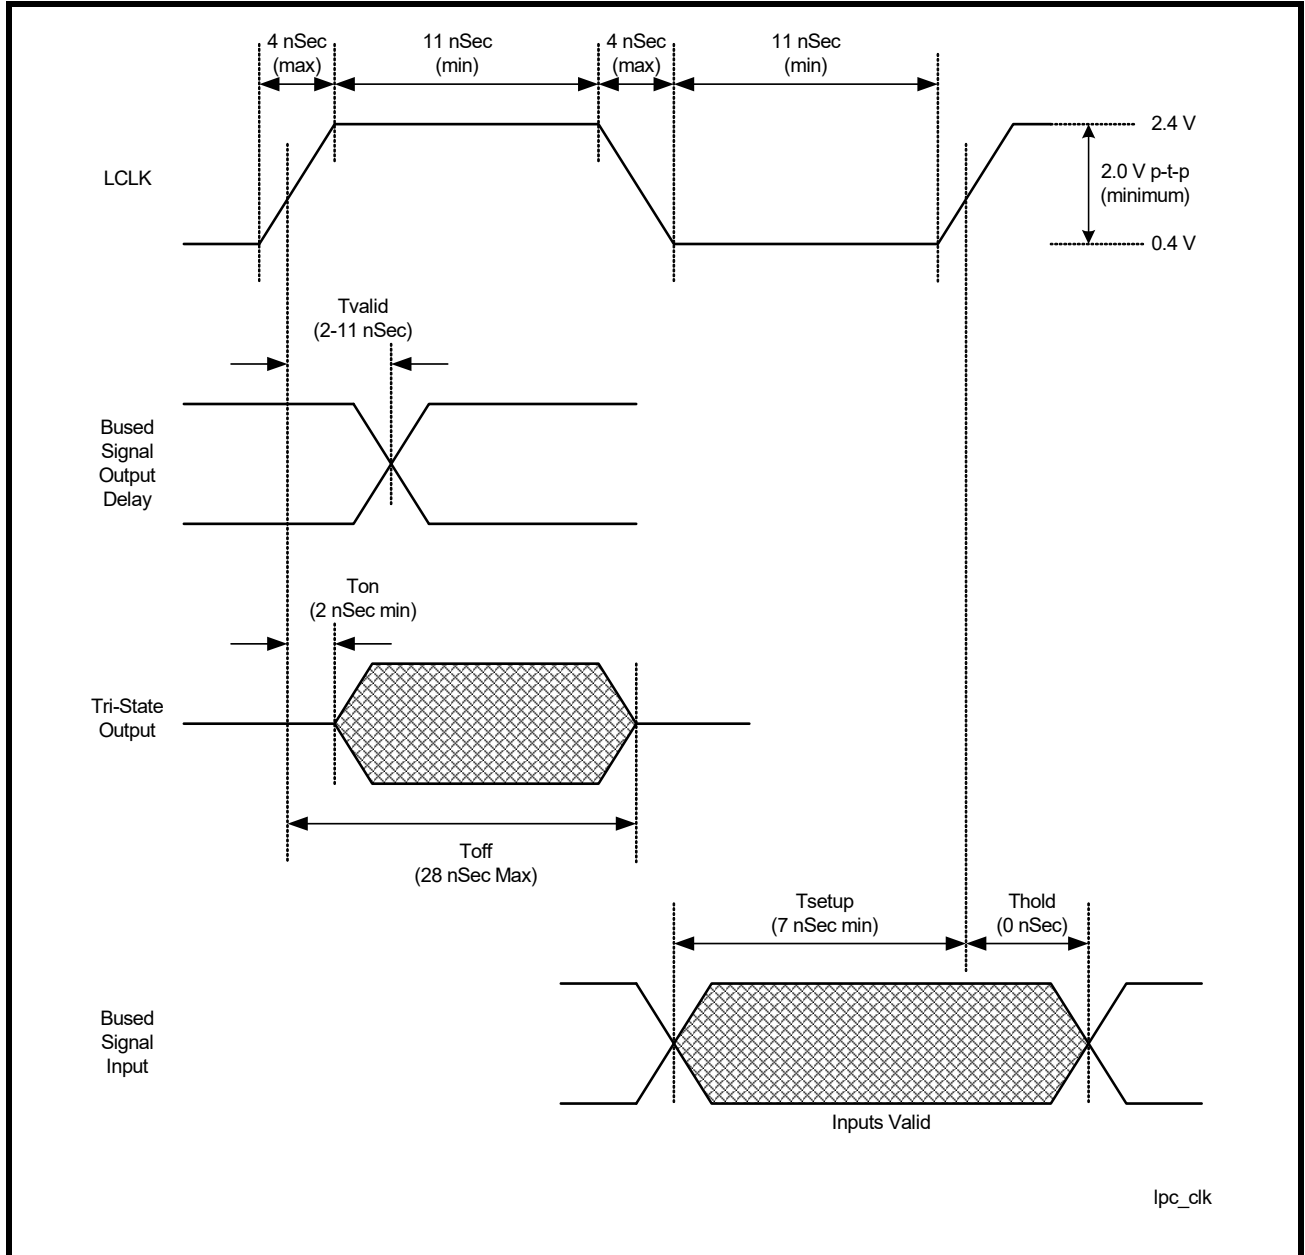 4 nSec
(max)
11 nSec
(min)
4 nSec
(max)
11 nSec
(min)
LCLK
2.4 V
2.0 V p-t-p
(minimum)
0.4 V
Tvalid
(2-11 nSec)
Bused
Signal
Output
Delay
Ton
(2 nSec min)
Tri-State
Output
Toff
(28 nSec Max)
Tsetup
(7 nSec min)
Thold
(0 nSec)
Bused
Signal
Input
Inputs Valid
lpc_clk